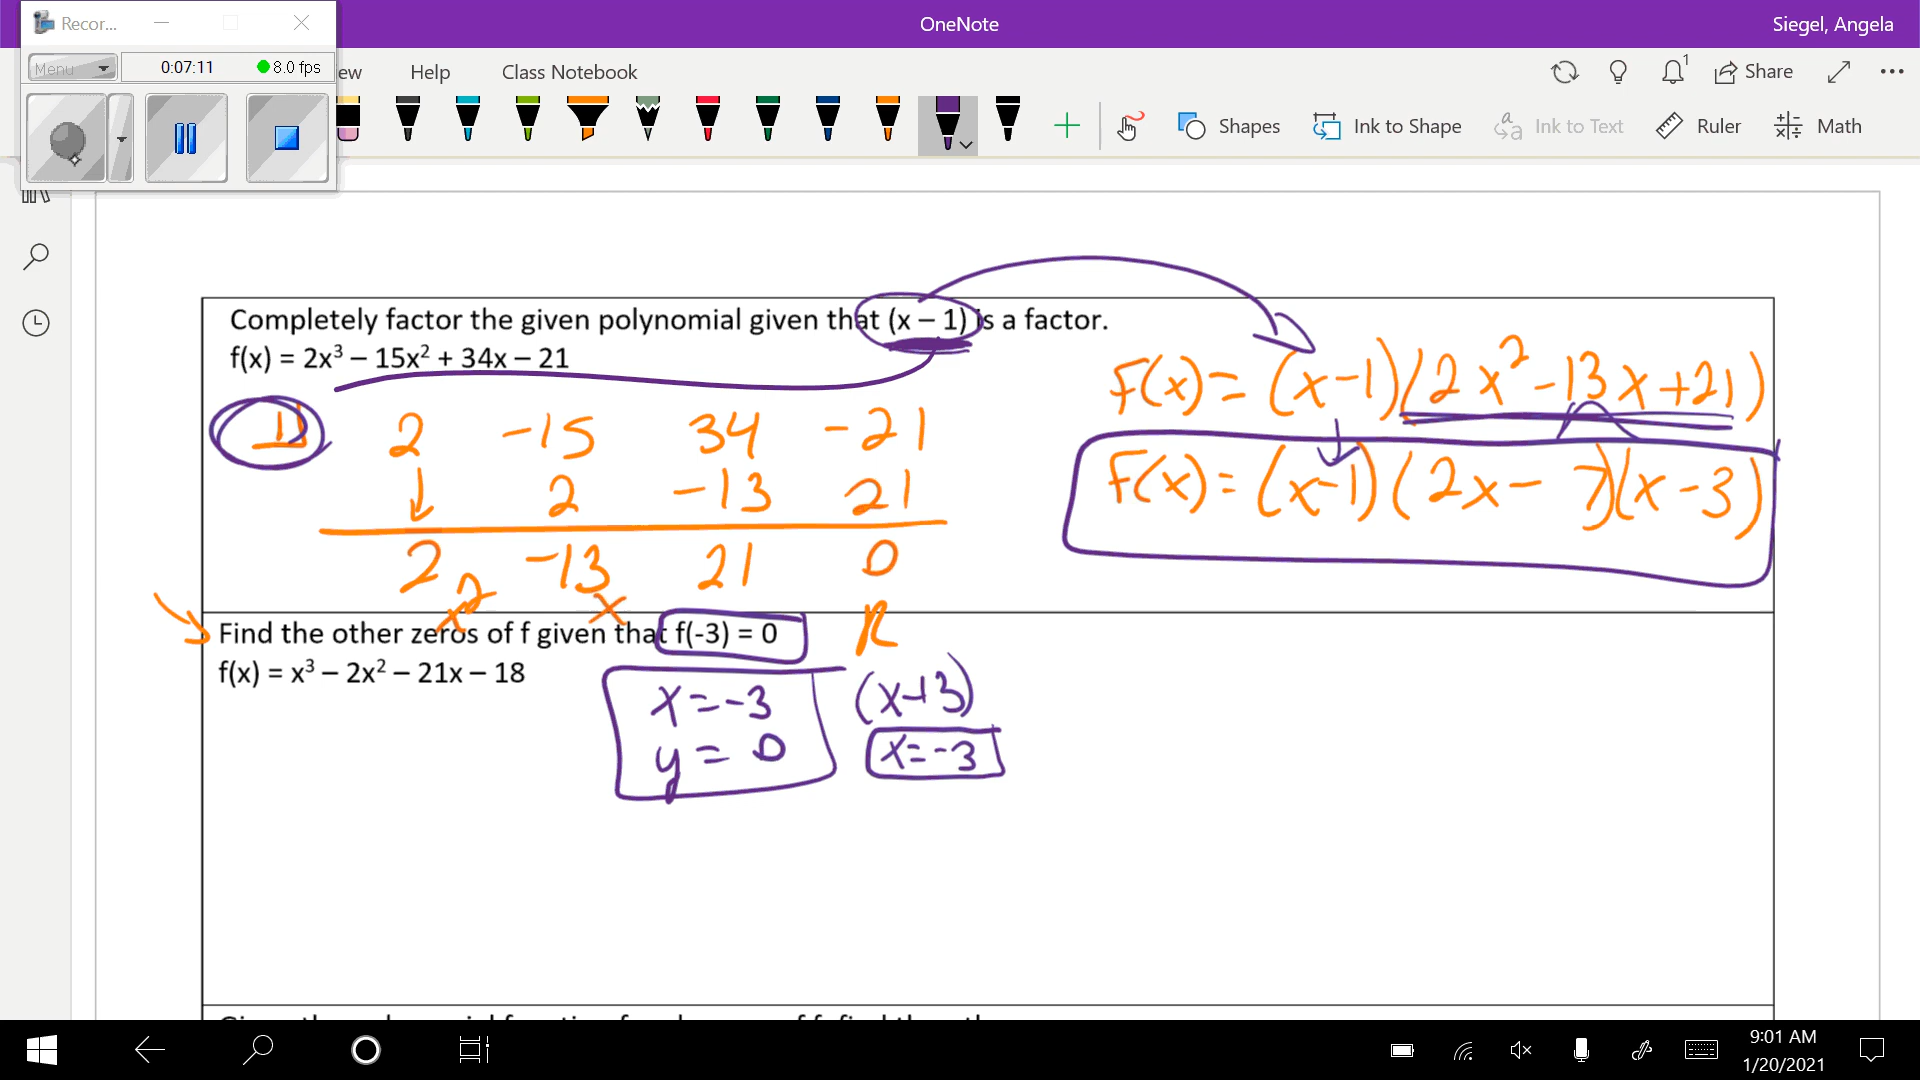 Recor...
OneNote
Siegel, Angela
Menu
0:07:11
8.0 fps
ew
Help
Class Notebook
1
Share
Shapes
Ink to Shape
Ink to Text
Ruler
Math
Completely factor the given polynomial given that (x – 1) is a factor.
f(x) = 2x³ – 15x² + 34x – 21
f(x) = (x-1)(2x²-13x+21)
1 2 -15 34 -21
f(x) = (x-1)(2x-7)(x-3)
2 -13 21
2 -13 21 0
x² x R
Find the other zeros of f given that f(-3) = 0
f(x) = x³ – 2x² – 21x – 18
x=-3
(x+3)
y=0
x=-3
9:01 AM
1/20/2021